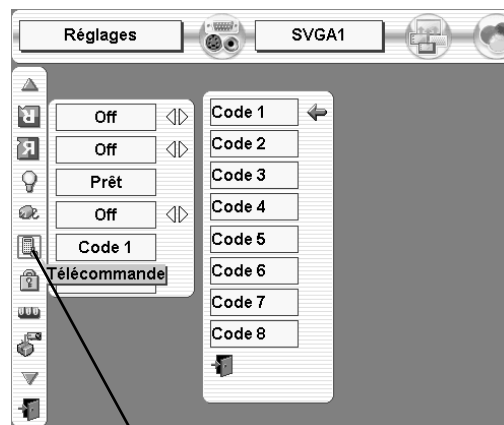 Réglages
SVGA1
Off
Off
Prêt
Off
Code 1
Télécommande
Code 1
Code 2
Code 3
Code 4
Code 5
Code 6
Code 7
Code 8